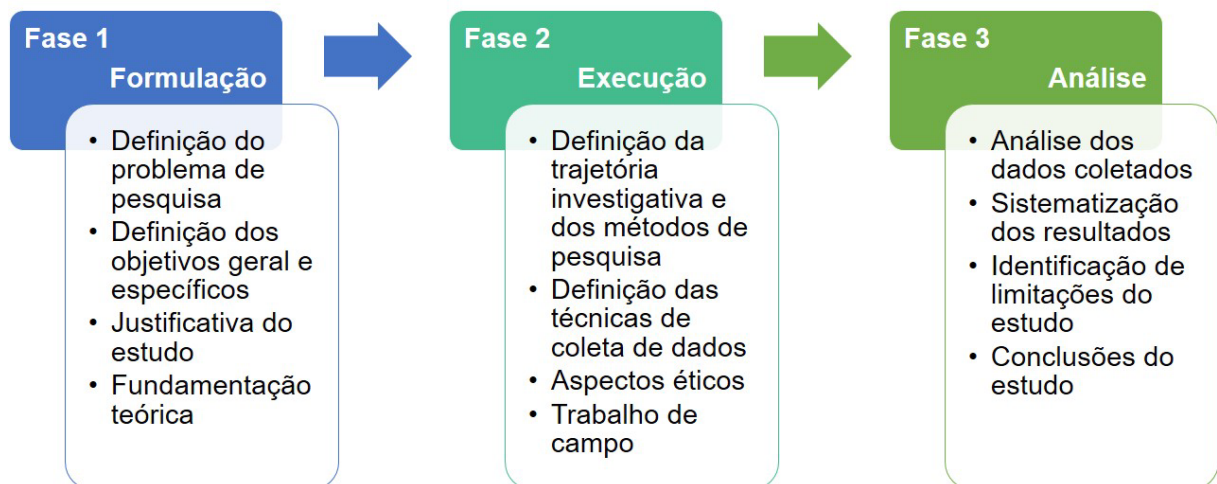 Fase 1
Formulação
• Definição do
problema de
pesquisa
• Definição dos
objetivos geral e
específicos
• Justificativa do
estudo
• Fundamentação
teórica
Fase 2
Execução
• Definição da
trajetória
investigativa e
dos métodos de
pesquisa
• Definição das
técnicas de
coleta de dados
• Aspectos éticos
• Trabalho de
campo
Fase 3
Análise
• Análise dos
dados coletados
• Sistematização
dos resultados
• Identificação de
limitações do
estudo
• Conclusões do
estudo